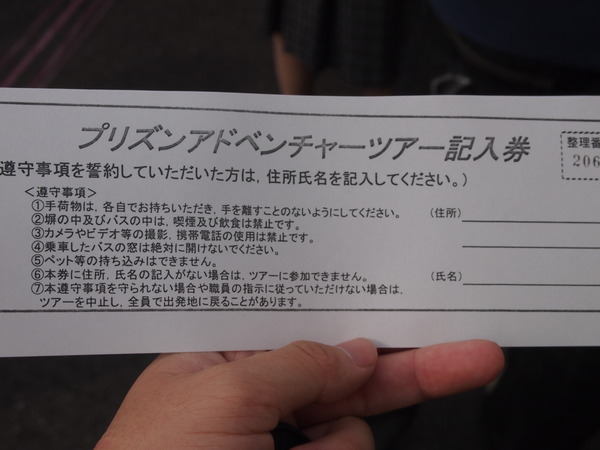 プリズンアドベンチャーツアー記入券
整理番
206
遵守事項を誓約していただいた方は,住所氏名を記入してください。)
<遵守事項>
①手荷物は,各自でお持ちいただき,手を離すことのないようにしてください。
(住所)
②塀の中及びバスの中は,喫煙及び飲食は禁止です。
③カメラやビデオ等の撮影,携帯電話の使用は禁止です。
④乗車したバスの窓は絶対に開けないでください。
⑤ペット等の持ち込みはできません。
⑥本券に住所,氏名の記入がない場合は,ツアーに参加できません。
(氏名)
⑦本遵守事項を守られない場合や職員の指示に従っていただけない場合は,
ツアーを中止し,全員で出発地に戻ることがあります。